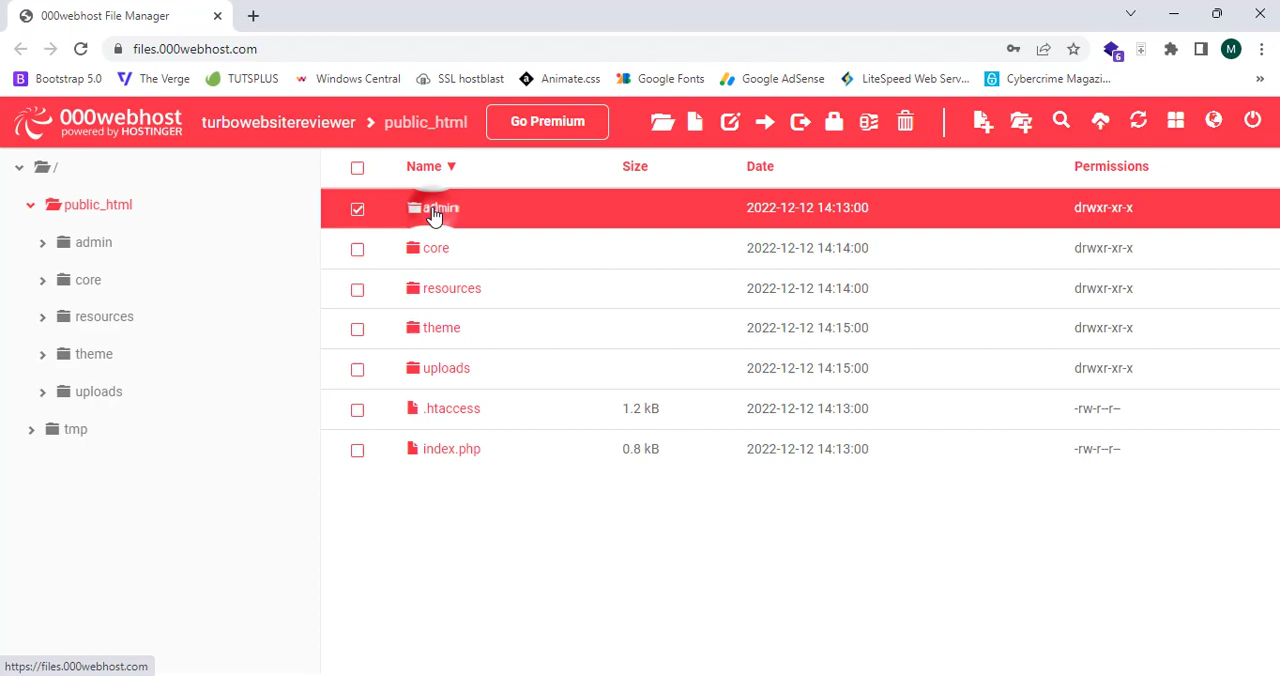 000webhost File Manager
files.000webhost.com
6
M
B Bootstrap 5.0
The Verge
TUTSPLUS
Windows Central
SSL hostblast
Animate.css
Google Fonts
Google AdSense
LiteSpeed Web Serv...
Cybercrime Magazi...
»
000webhost
powered by HOSTINGER
turbowebsitereviewer > public_html
Go Premium
/
public_html
admin
core
resources
theme
uploads
tmp
Name ▼ Size Date Permissions
admin 2022-12-12 14:13:00 drwxr-xr-x
core 2022-12-12 14:14:00 drwxr-xr-x
resources 2022-12-12 14:14:00 drwxr-xr-x
theme 2022-12-12 14:15:00 drwxr-xr-x
uploads 2022-12-12 14:15:00 drwxr-xr-x
.htaccess 1.2 kB 2022-12-12 14:13:00 -rw-r--r--
index.php 0.8 kB 2022-12-12 14:13:00 -rw-r--r--
https://files.000webhost.com